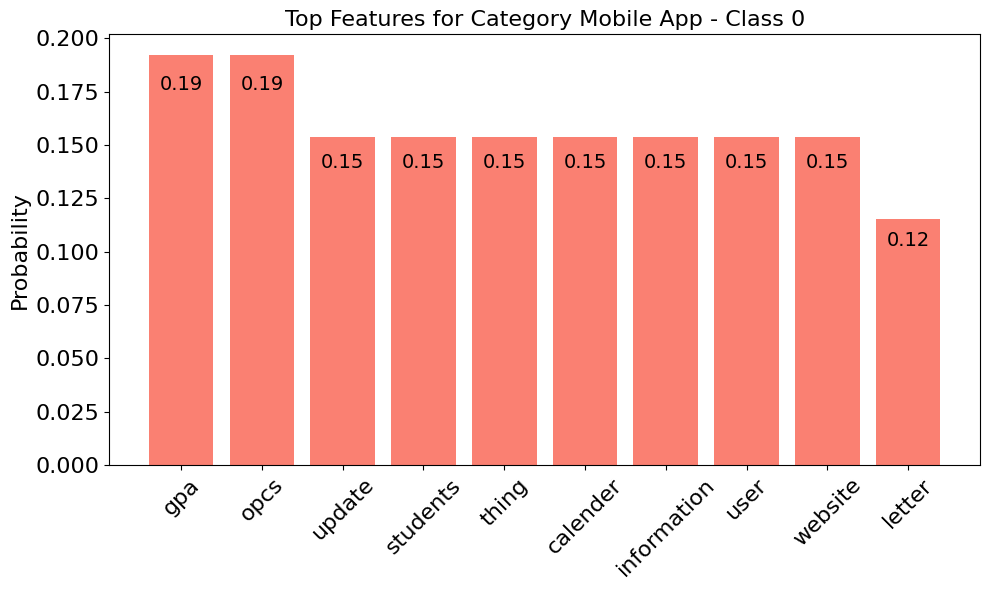 Top Features for Category Mobile App - Class 0
Probability
0.200
0.175
0.150
0.125
0.100
0.075
0.050
0.025
0.000
0.19
0.19
0.15
0.15
0.15
0.15
0.15
0.15
0.15
0.12
gpa
opcs
update
students
thing
calender
information
user
website
letter